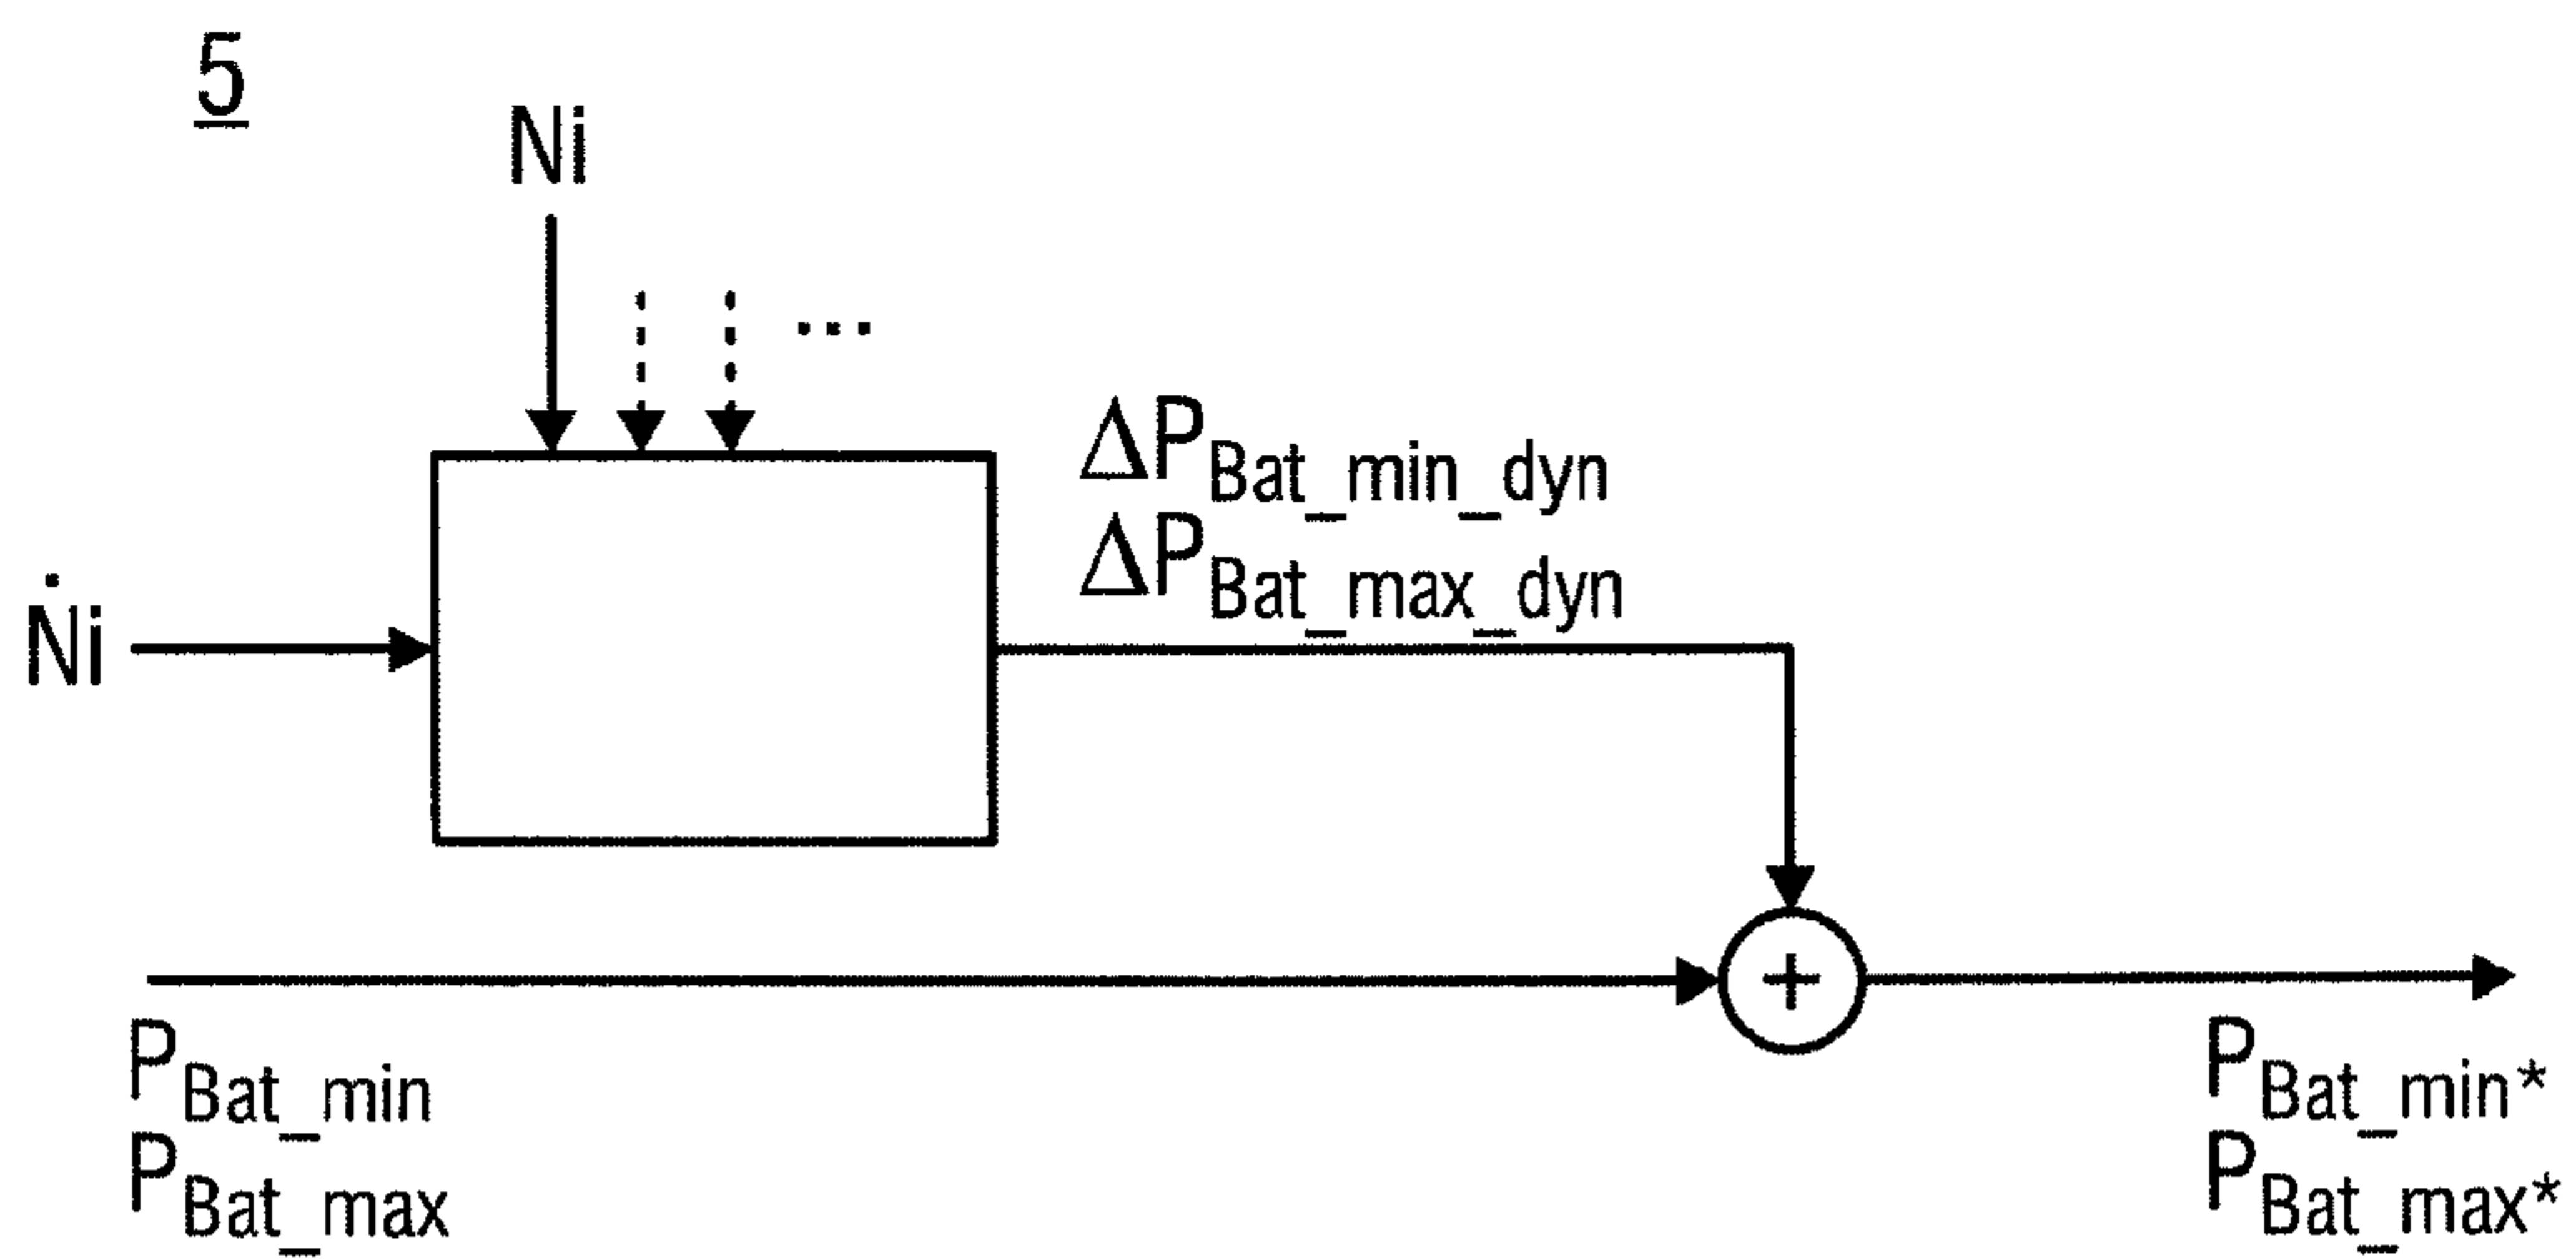 5
Ni
...
ΔP_Bat_min_dyn
ΔP_Bat_max_dyn
Ṅi
+
P_Bat_min
P_Bat_max
P_Bat_min*
P_Bat_max*